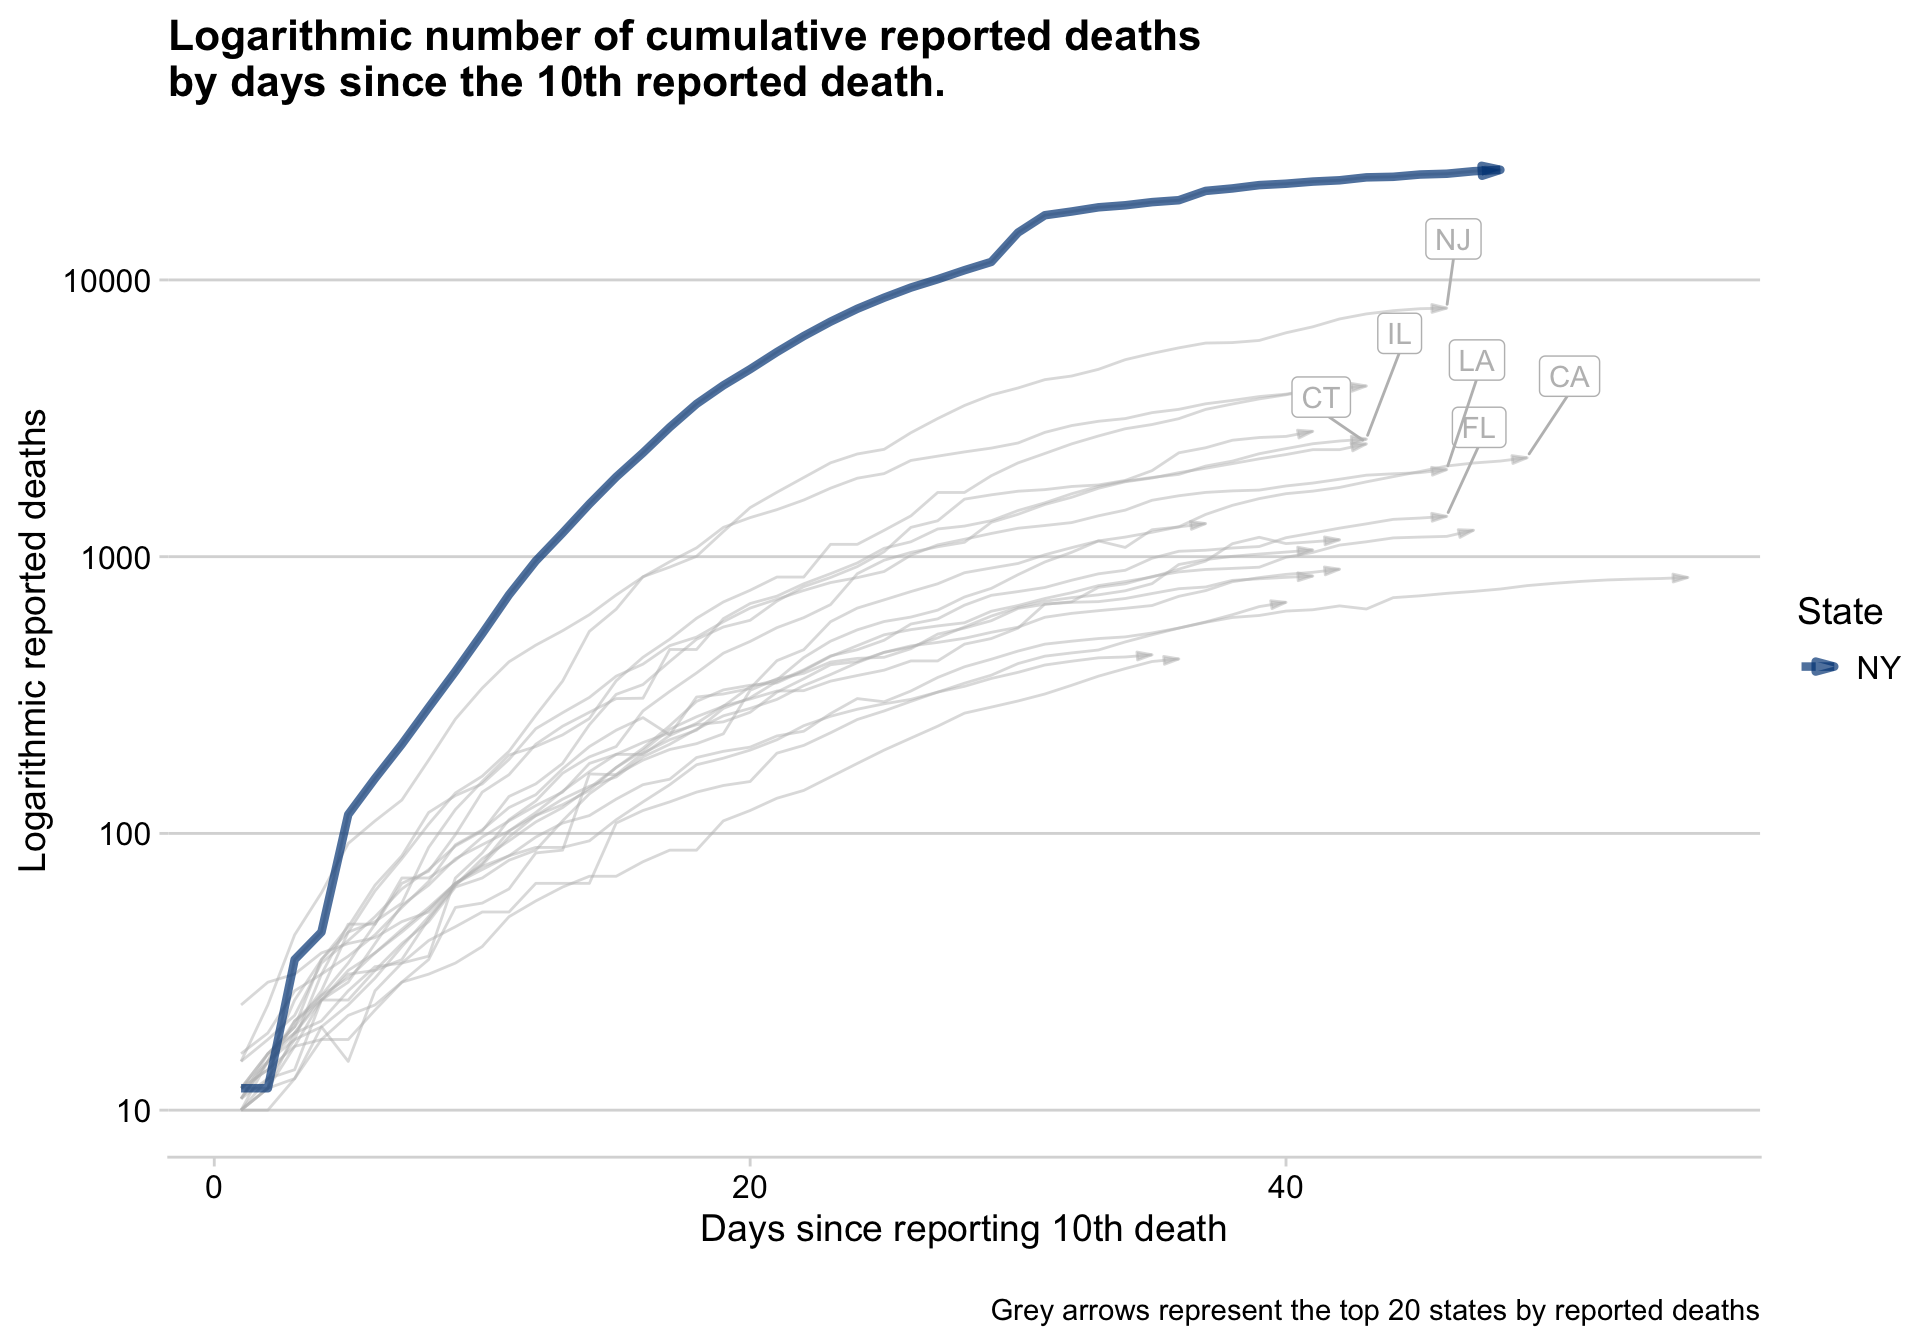 Logarithmic number of cumulative reported deaths
by days since the 10th reported death.
Logarithmic reported deaths
10000
1000
100
10
NJ
IL
LA
CA
CT
FL
State
NY
0
20
40
Days since reporting 10th death
Grey arrows represent the top 20 states by reported deaths